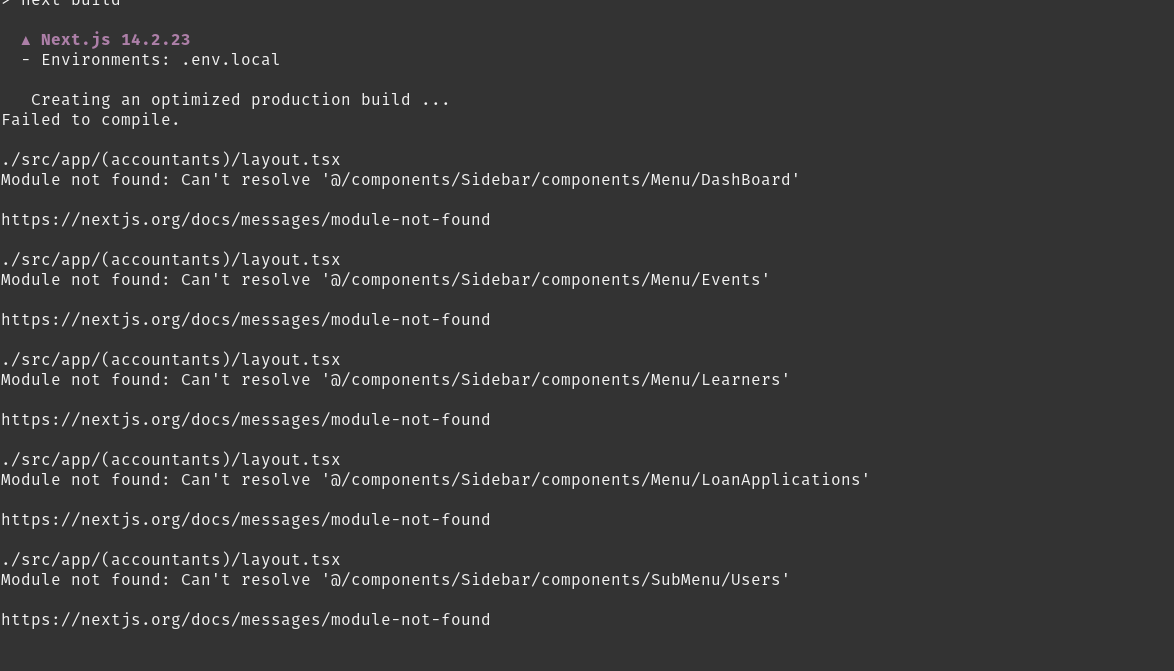 > next build
▲ Next.js 14.2.23
- Environments: .env.local
Creating an optimized production build ...
Failed to compile.
./src/app/(accountants)/layout.tsx
Module not found: Can't resolve '@/components/Sidebar/components/Menu/DashBoard'
https://nextjs.org/docs/messages/module-not-found
./src/app/(accountants)/layout.tsx
Module not found: Can't resolve '@/components/Sidebar/components/Menu/Events'
https://nextjs.org/docs/messages/module-not-found
./src/app/(accountants)/layout.tsx
Module not found: Can't resolve '@/components/Sidebar/components/Menu/Learners'
https://nextjs.org/docs/messages/module-not-found
./src/app/(accountants)/layout.tsx
Module not found: Can't resolve '@/components/Sidebar/components/Menu/LoanApplications'
https://nextjs.org/docs/messages/module-not-found
./src/app/(accountants)/layout.tsx
Module not found: Can't resolve '@/components/Sidebar/components/SubMenu/Users'
https://nextjs.org/docs/messages/module-not-found